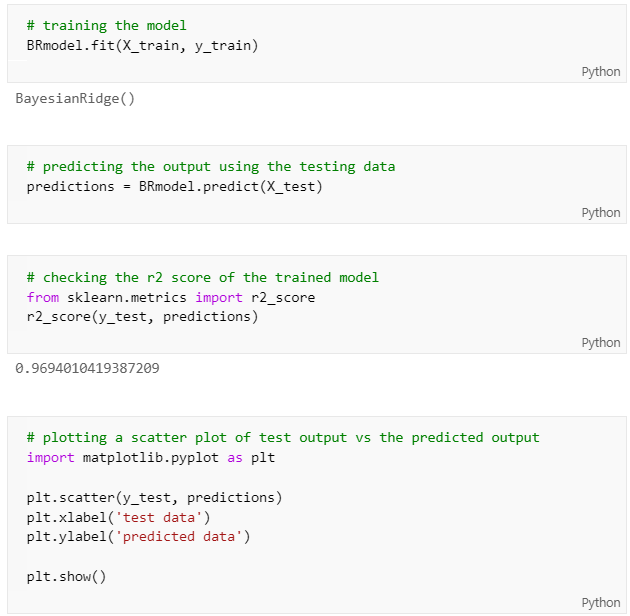 # training the model
BRmodel.fit(X_train, y_train)
Python
BayesianRidge()
# predicting the output using the testing data
predictions = BRmodel.predict(X_test)
Python
# checking the r2 score of the trained model
from sklearn.metrics import r2_score
r2_score(y_test, predictions)
Python
0.9694010419387209
# plotting a scatter plot of test output vs the predicted output
import matplotlib.pyplot as plt
plt.scatter(y_test, predictions)
plt.xlabel('test data')
plt.ylabel('predicted data')
plt.show()
Python